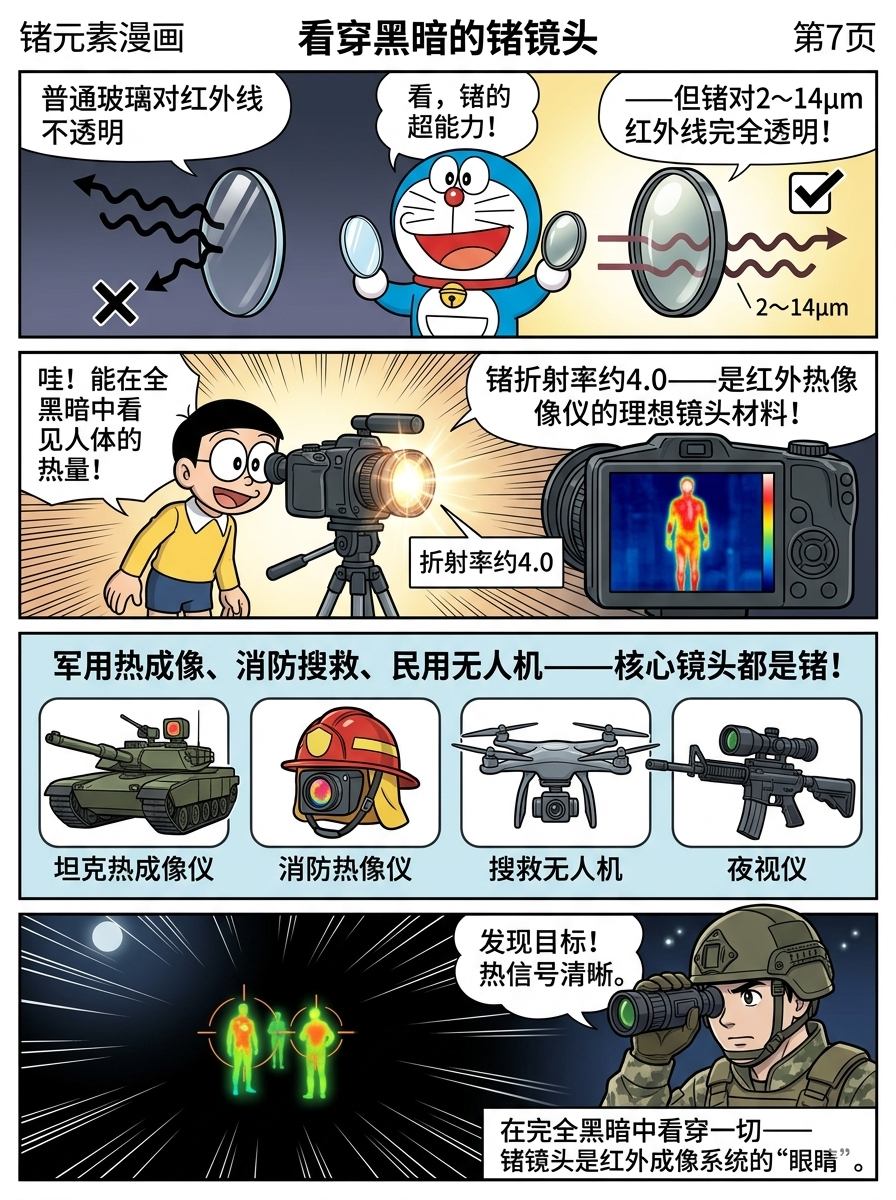 锗元素漫画
看穿黑暗的锗镜头
第7页
普通玻璃对红外线
不透明
看，锗的
超能力！
——但锗对2～14μm
红外线完全透明！
2～14μm
哇！能在全
黑暗中看
见人体的
热量！
锗折射率约4.0——是红外热像
像仪的理想镜头材料！
折射率约4.0
军用热成像、消防搜救、民用无人机——核心镜头都是锗！
坦克热成像仪
消防热像仪
搜救无人机
夜视仪
发现目标！
热信号清晰。
在完全黑暗中看穿一切——
锗镜头是红外成像系统的“眼睛”。